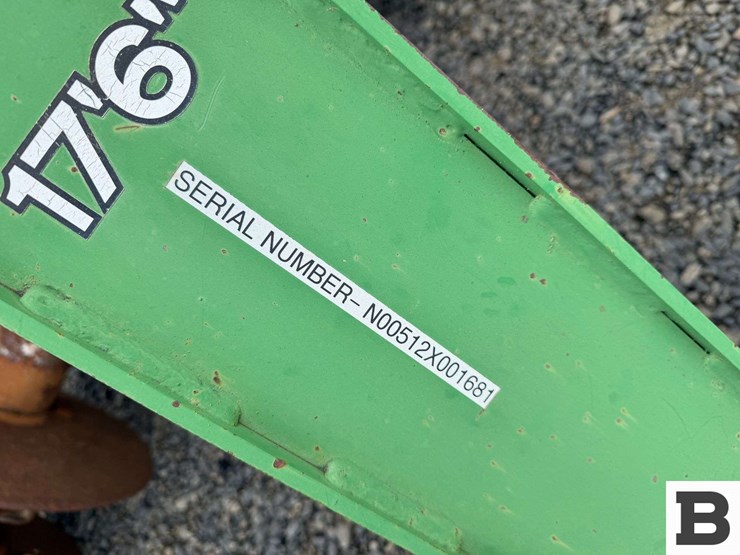 17'6"
SERIAL NUMBER- N00512X001681
B